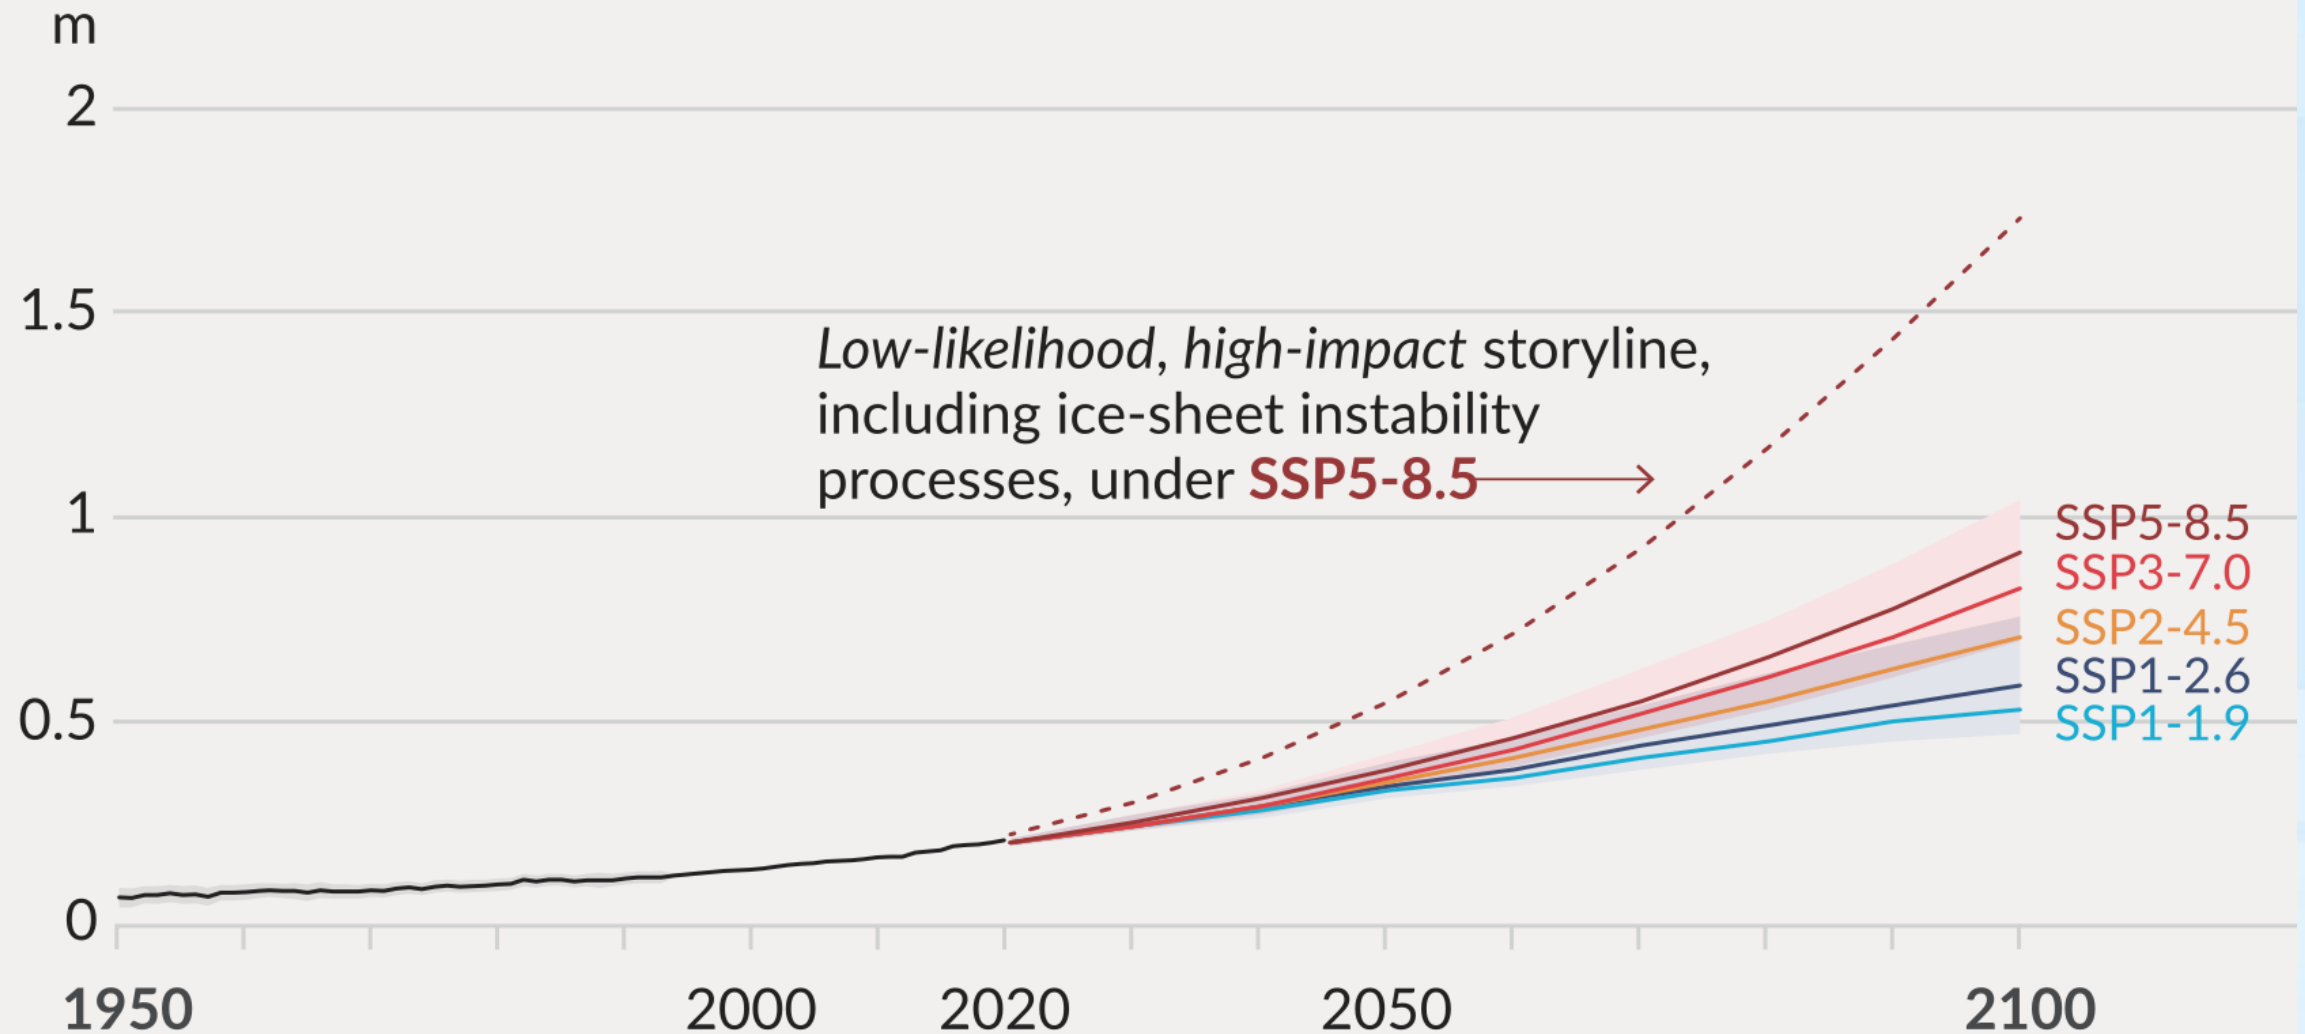 m
2
1.5
Low-likelihood, high-impact storyline,
including ice-sheet instability
processes, under SSP5-8.5
1
SSP5-8.5
SSP3-7.0
SSP2-4.5
SSP1-2.6
0.5
SSP1-1.9
0
1950 2000 2020 2050 2100